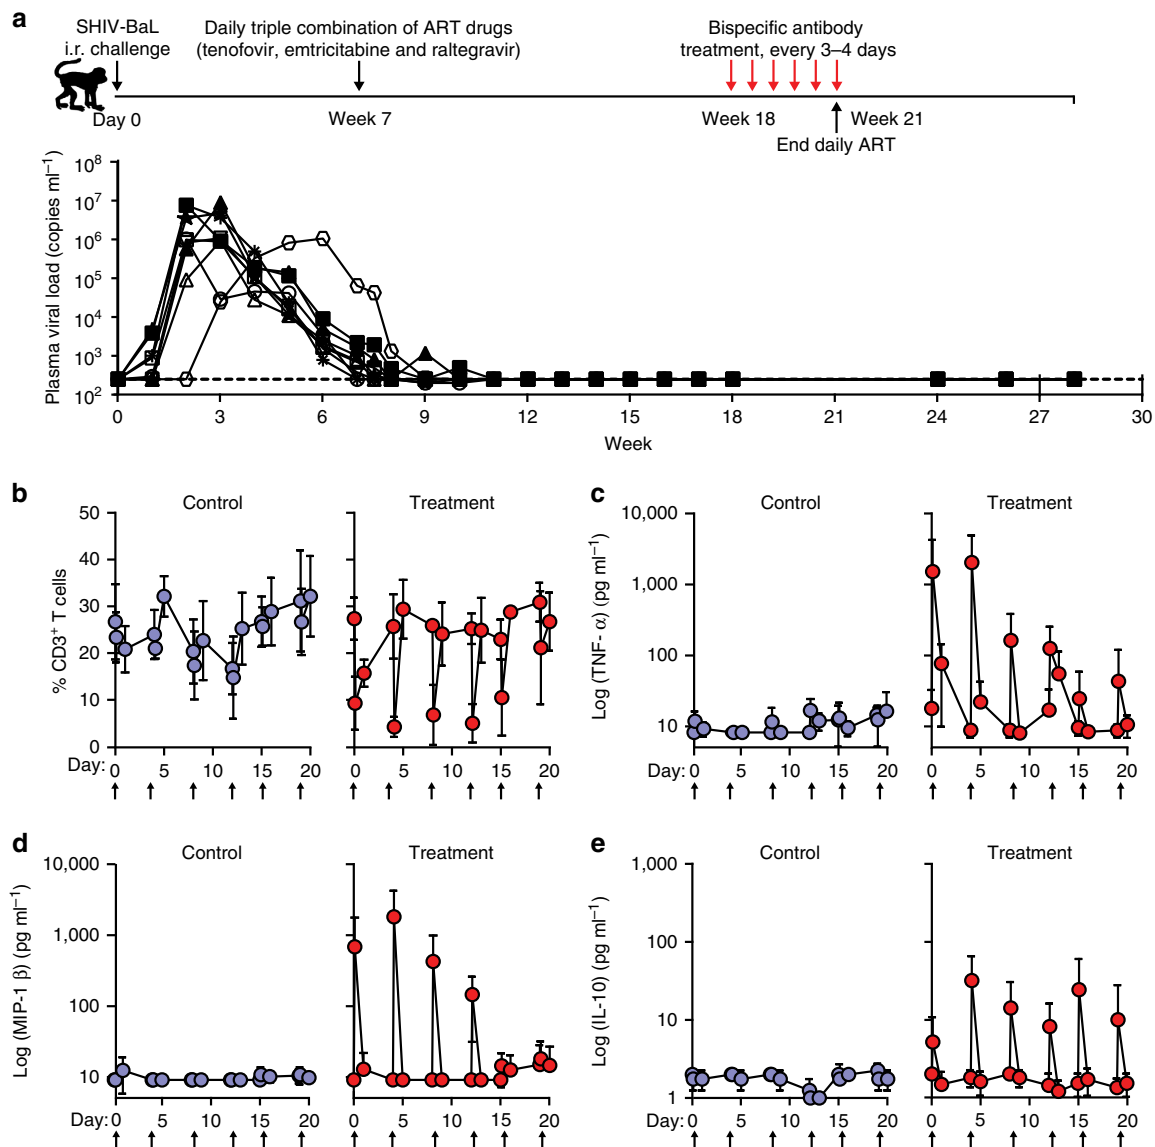 a
SHIV-BaL
i.r. challenge
Daily triple combination of ART drugs
(tenofovir, emtricitabine and raltegravir)
Bispecific antibody
treatment, every 3–4 days
Day 0
Week 7
Week 18
Week 21
End daily ART
Plasma viral load (copies ml⁻¹)
10⁸
10⁷
10⁶
10⁵
10⁴
10³
10²
0 3 6 9 12 15 18 21 24 27 30
Week
b
Control
Treatment
% CD3⁺ T cells
50
40
30
20
10
0
Day: 0 5 10 15 20 0 5 10 15 20
c
Control
Treatment
Log (TNF- α) (pg ml⁻¹)
10,000
1,000
100
10
Day: 0 5 10 15 20 0 5 10 15 20
d
Control
Treatment
Log (MIP-1 β) (pg ml⁻¹)
10,000
1,000
100
10
Day: 0 5 10 15 20 0 5 10 15 20
e
Control
Treatment
Log (IL-10) (pg ml⁻¹)
1,000
100
10
1
Day: 0 5 10 15 20 0 5 10 15 20